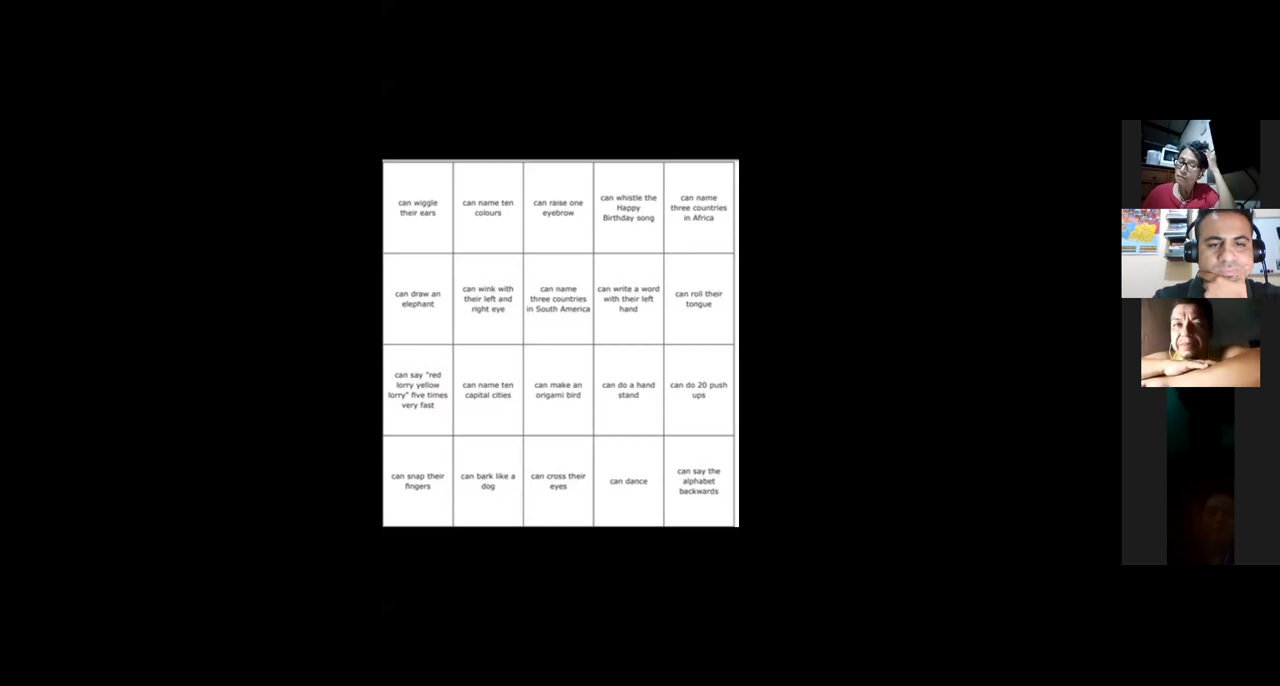 can wiggle
their ears
can name ten
colours
can raise one
eyebrow
can whistle the
Happy
Birthday song
can name
three countries
in Africa
can draw an
elephant
can wink with
their left and
right eye
can name
three countries
in South America
can write a word
with their left
hand
can roll their
tongue
can say "red
lorry yellow
lorry" five times
very fast
can name ten
capital cities
can make an
origami bird
can do a hand
stand
can do 20 push
ups
can snap their
fingers
can bark like a
dog
can cross their
eyes
can dance
can say the
alphabet
backwards